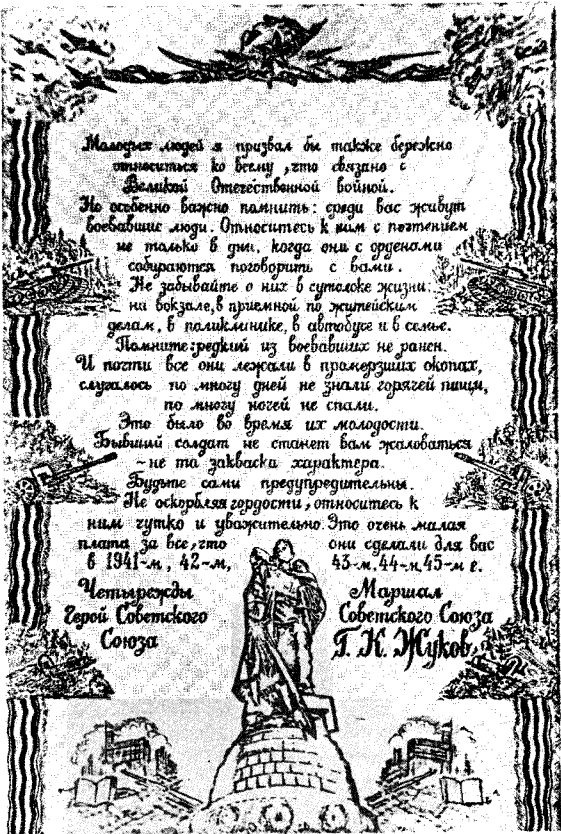 Молодых людей я призвал бы также бережно
относиться ко всему, что связано с
Великой Отечественной войной.
Но особенно важно помнить: среди вас живут
воевавшие люди. Относитесь к ним с почтением
не только в дни, когда они с орденами
собираются поговорить с вами.
Не забывайте о них в сутолоке жизни:
на вокзале, в приемной по житейским
делам, в поликлинике, в автобусе и в семье.
Помните: редкий из воевавших не ранен.
И почти все они лежали в промерзших окопах,
случалось по многу дней не знали горячей пищи,
по многу ночей не спали.
Это было во время их молодости.
Бывший солдат не станет вам жаловаться
- не та закваска характера.
Будьте сами предупредительны.
Не оскорбляя гордости, относитесь к
ним чутко и уважительно. Это очень малая
плата за все, что они сделали для вас
в 1941-м, 42-м, 43-м, 44-м, 45-м г.
Четырежды
Герой Советского
Союза
Маршал
Советского Союза
Г. К. Жуков